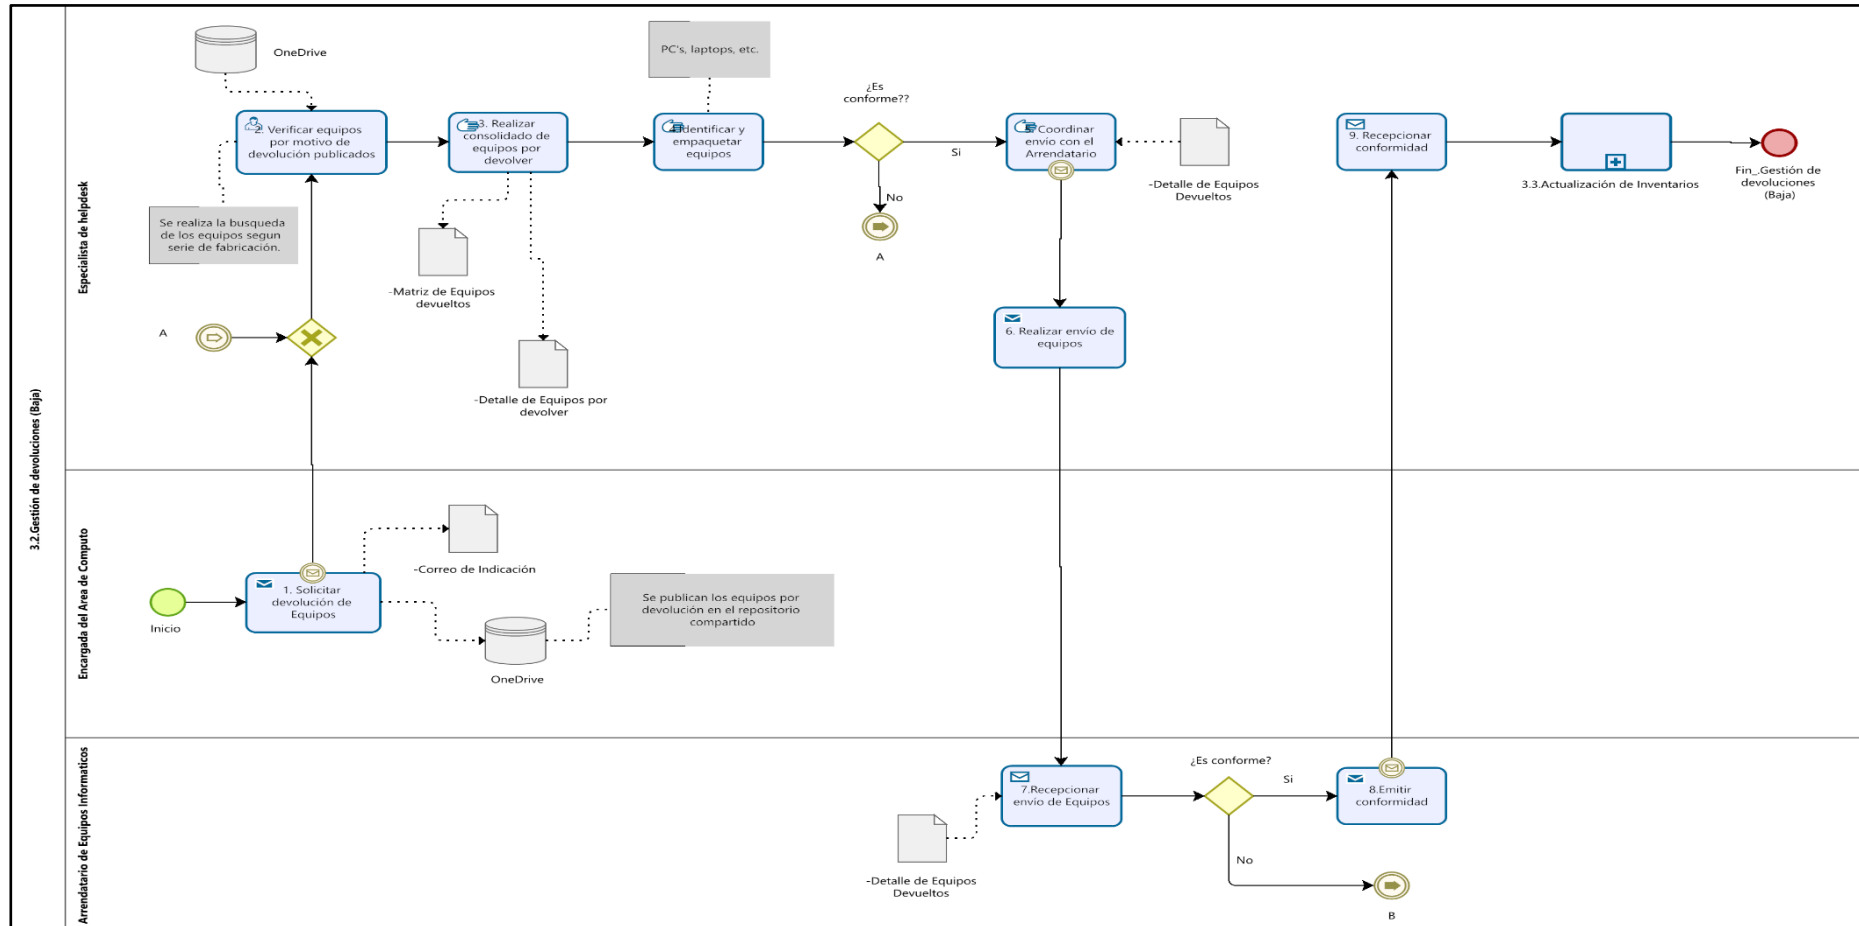 3.2.Gestión de devoluciones (Baja)
Especialista de helpdesk
OneDrive
PC's, laptops, etc.
¿Es
conforme??
2. Verificar equipos
por motivo de
devolución publicados
3. Realizar
consolidado de
equipos por
devolver
Identificar y
empaquetar
equipos
Si
No
A
Coordinar
envío con el
Arrendatario
-Detalle de Equipos
Devueltos
9. Recepcionar
conformidad
3.3.Actualización de Inventarios
Fin_.Gestión de
devoluciones
(Baja)
Se realiza la busqueda
de los equipos segun
serie de fabricación.
-Matriz de Equipos
devueltos
A
-Detalle de Equipos por
devolver
6. Realizar envío de
equipos
Encargada del Area de Computo
Inicio
1. Solicitar
devolución de
Equipos
-Correo de Indicación
OneDrive
Se publican los equipos por
devolución en el repositorio
compartido
Arrendatario de Equipos Informaticos
-Detalle de Equipos
Devueltos
7.Recepcionar
envío de Equipos
¿Es conforme?
Si
No
8.Emitir
conformidad
B